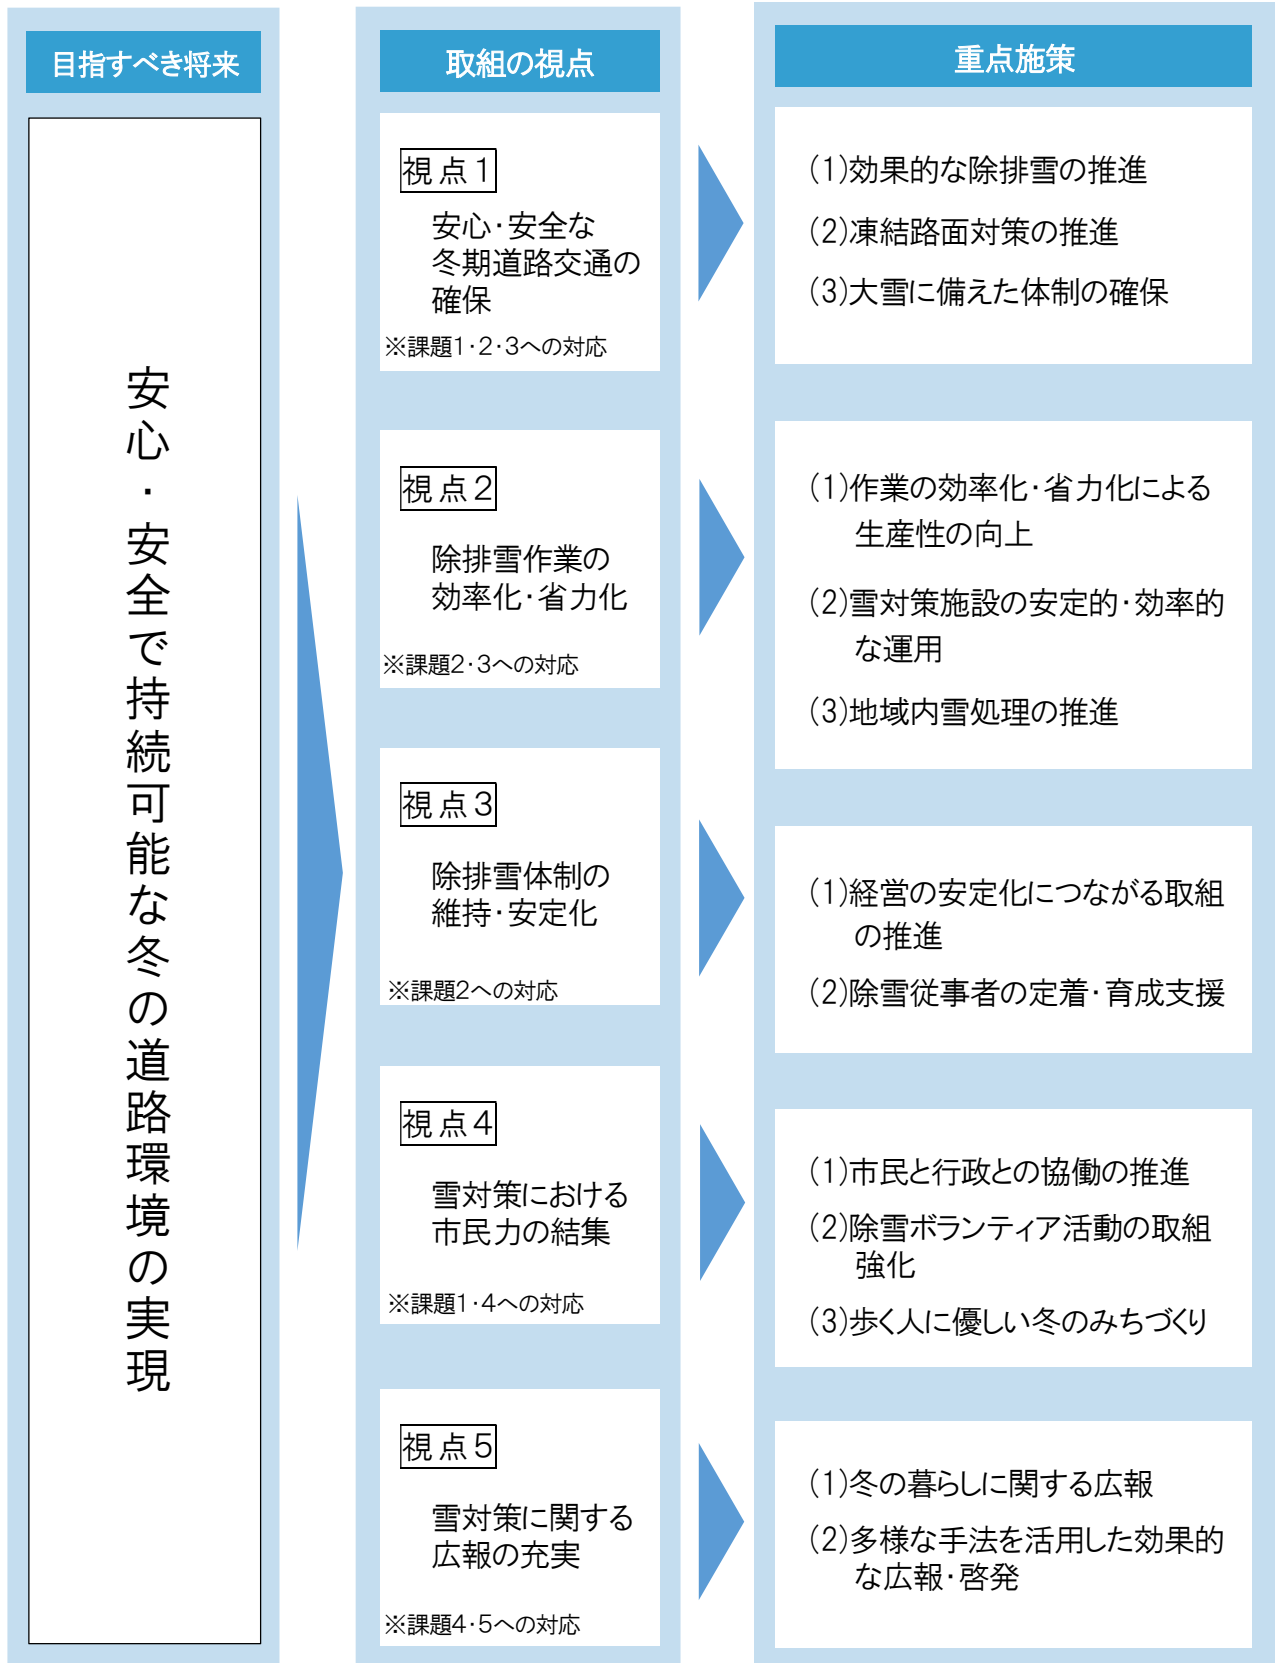 目指すべき将来
安心・安全で持続可能な冬の道路環境の実現
取組の視点
視点1
安心・安全な
冬期道路交通の
確保
※課題1・2・3への対応
視点2
除排雪作業の
効率化・省力化
※課題2・3への対応
視点3
除排雪体制の
維持・安定化
※課題2への対応
視点4
雪対策における
市民力の結集
※課題1・4への対応
視点5
雪対策に関する
広報の充実
※課題4・5への対応
重点施策
(1)効果的な除排雪の推進
(2)凍結路面対策の推進
(3)大雪に備えた体制の確保
(1)作業の効率化・省力化による
生産性の向上
(2)雪対策施設の安定的・効率的
な運用
(3)地域内雪処理の推進
(1)経営の安定化につながる取組
の推進
(2)除雪従事者の定着・育成支援
(1)市民と行政との協働の推進
(2)除雪ボランティア活動の取組
強化
(3)歩く人に優しい冬のみちづくり
(1)冬の暮らしに関する広報
(2)多様な手法を活用した効果的
な広報・啓発